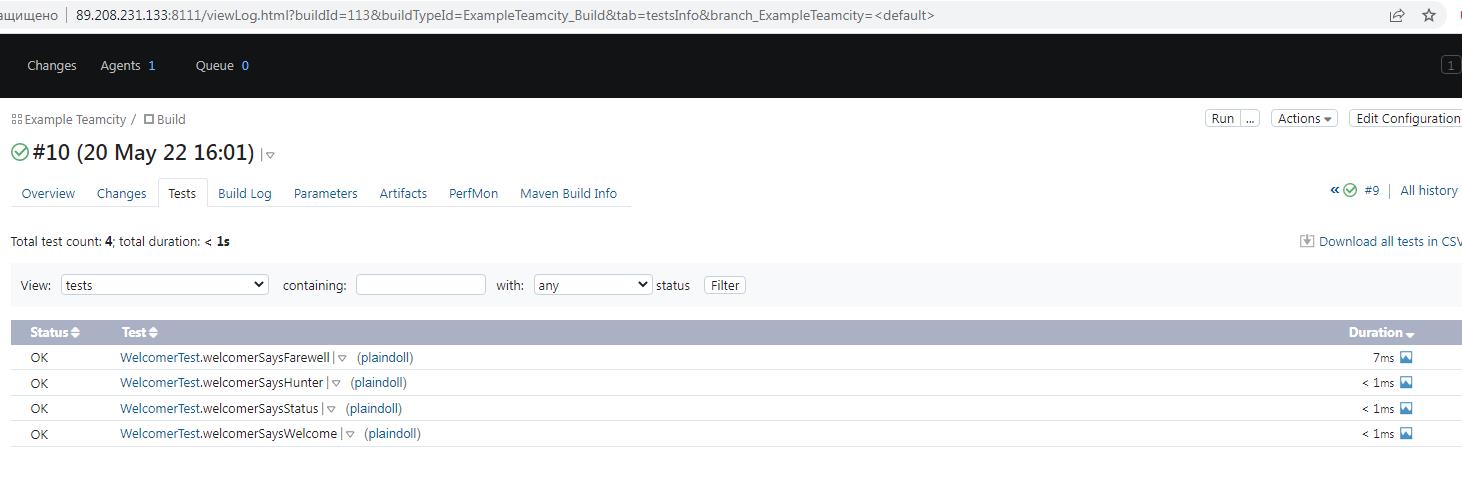 ащищено | 89.208.231.133:8111/viewLog.html?buildId=113&buildTypeId=ExampleTeamcity_Build&tab=testsInfo&branch_ExampleTeamcity=<default>
Changes Agents 1 Queue 0 1
Example Teamcity / Build Run ... Actions Edit Configuration
#10 (20 May 22 16:01)
Overview Changes Tests Build Log Parameters Artifacts PerfMon Maven Build Info « #9 | All history
Total test count: 4; total duration: < 1s Download all tests in CSV
View: tests containing: with: any status Filter
Status Test Duration
OK WelcomerTest.welcomerSaysFarewell (plaindoll) 7ms
OK WelcomerTest.welcomerSaysHunter (plaindoll) < 1ms
OK WelcomerTest.welcomerSaysStatus (plaindoll) < 1ms
OK WelcomerTest.welcomerSaysWelcome (plaindoll) < 1ms